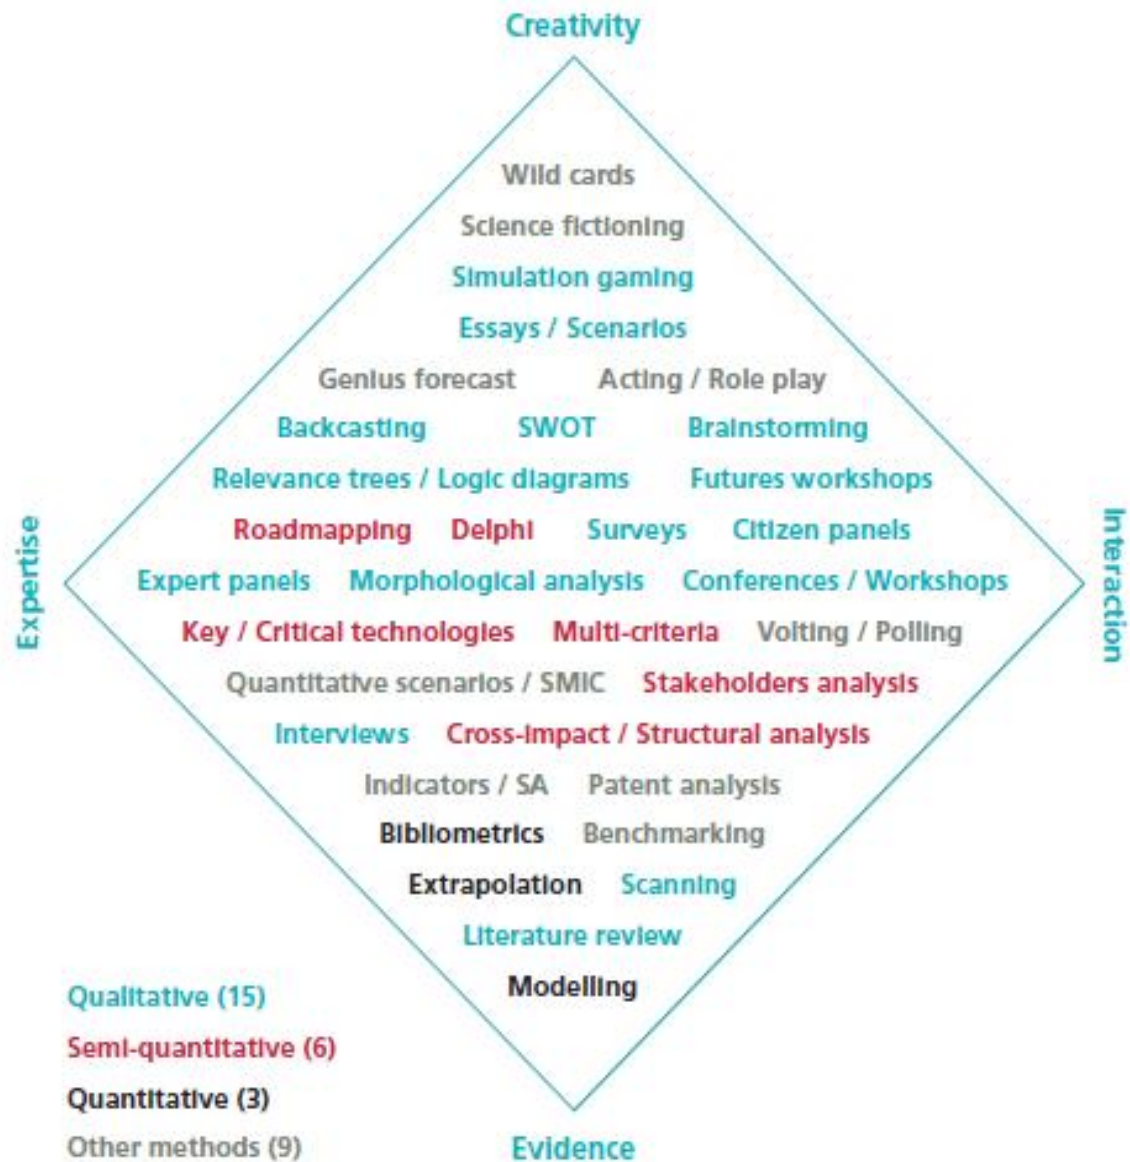 Creativity
Wild cards
Science fictioning
Simulation gaming
Essays / Scenarios
Genius forecast Acting / Role play
Backcasting SWOT Brainstorming
Relevance trees / Logic diagrams Futures workshops
Roadmapping Delphi Surveys Citizen panels
Expert panels Morphological analysis Conferences / Workshops
Key / Critical technologies Multi-criteria Volting / Polling
Quantitative scenarios / SMIC Stakeholders analysis
Interviews Cross-impact / Structural analysis
Indicators / SA Patent analysis
Bibliometrics Benchmarking
Extrapolation Scanning
Literature review
Modelling
Expertise
Interaction
Qualitative (15)
Semi-quantitative (6)
Quantitative (3)
Other methods (9)
Evidence